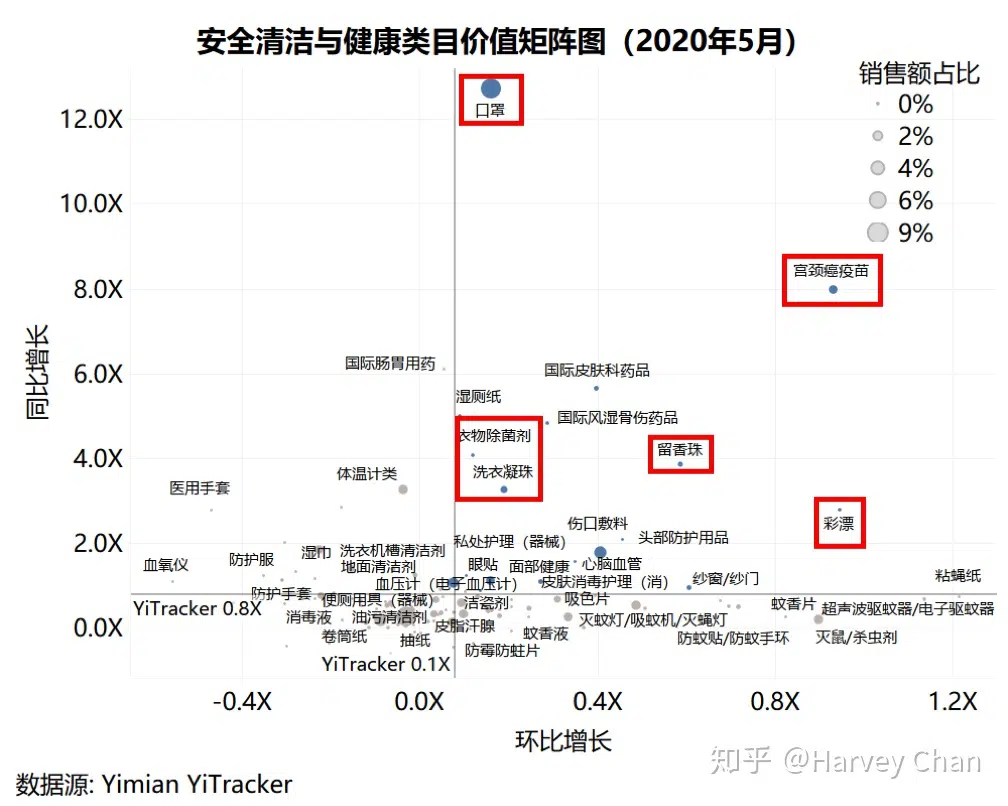 安全清洁与健康类目价值矩阵图（2020年5月）
销售额占比
0%
2%
4%
6%
9%
同比增长
12.0X
10.0X
8.0X
6.0X
4.0X
2.0X
0.0X
口罩
宫颈癌疫苗
国际肠胃用药
国际皮肤科药品
湿厕纸
国际风湿骨伤药品
衣物除菌剂
留香珠
洗衣凝珠
体温计类
医用手套
彩漂
伤口敷料
头部防护用品
私处护理（器械）
洗衣机槽清洁剂
湿巾
防护服
血氧仪
地面清洁剂
眼贴
面部健康
心脑血管
血压计（电子血压计）
皮肤消毒护理（消）
纱窗/纱门
粘蝇纸
防护手套
便厕用具（器械）
洁瓷剂
吸色片
蚊香片
超声波驱蚊器/电子驱蚊器
YiTracker 0.8X
消毒液
油污清洁剂
皮脂汗腺
蚊香液
灭蚊灯/吸蚊机/灭蝇灯
卷筒纸
抽纸
防蚊贴/防蚊手环
灭鼠/杀虫剂
防霉防蛀片
YiTracker 0.1X
-0.4X
0.0X
0.4X
0.8X
1.2X
环比增长
知乎 @Harvey Chan
数据源: Yimian YiTracker